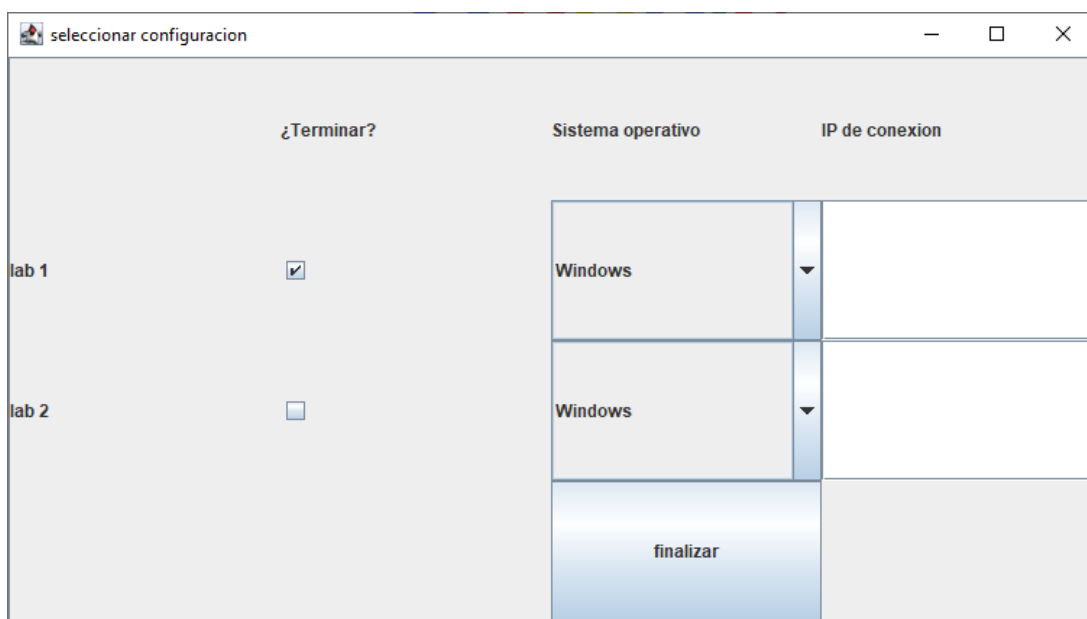 seleccionar configuracion
¿Terminar? Sistema operativo IP de conexion
lab 1 Windows
lab 2 Windows
finalizar